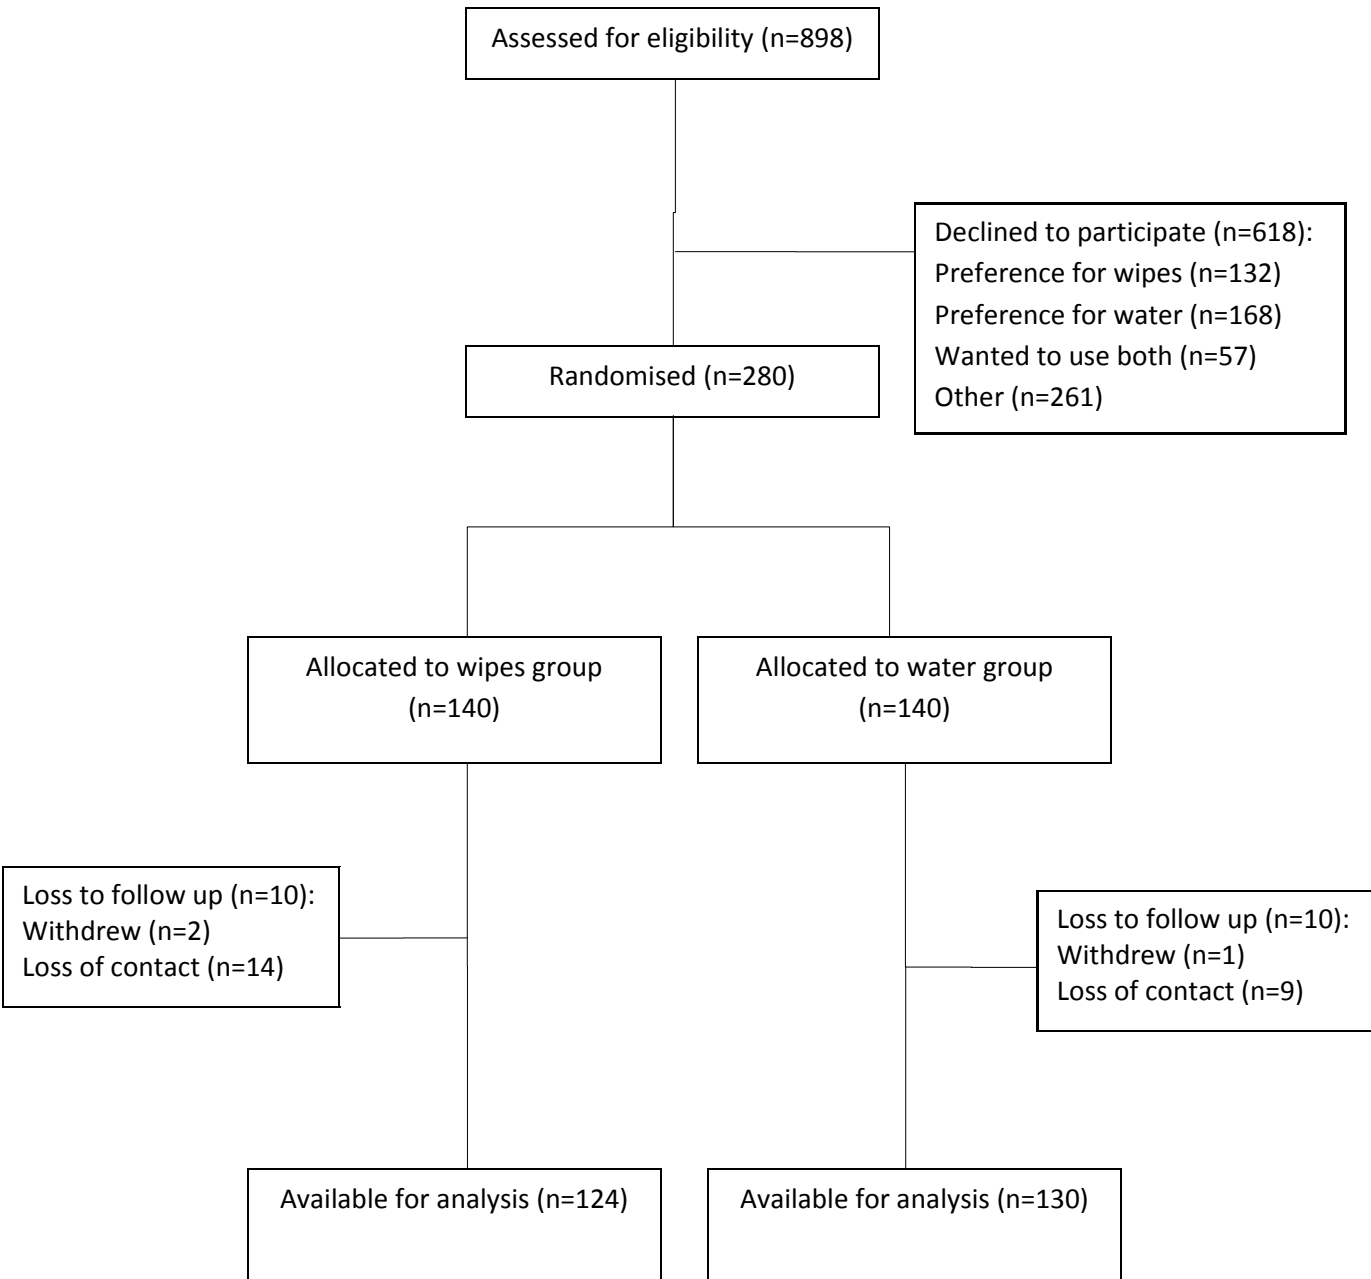 Assessed for eligibility (n=898)
Declined to participate (n=618):
Preference for wipes (n=132)
Preference for water (n=168)
Wanted to use both (n=57)
Other (n=261)
Randomised (n=280)
Allocated to wipes group
(n=140)
Allocated to water group
(n=140)
Loss to follow up (n=10):
Withdrew (n=2)
Loss of contact (n=14)
Loss to follow up (n=10):
Withdrew (n=1)
Loss of contact (n=9)
Available for analysis (n=124)
Available for analysis (n=130)